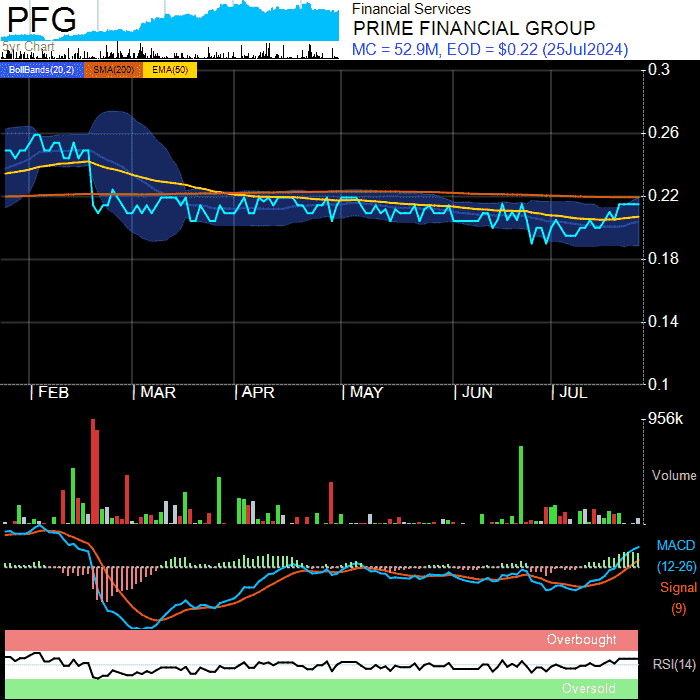 PFG
5yr Chart
Financial Services
PRIME FINANCIAL GROUP
MC = 52.9M, EOD = $0.22 (25Jul2024)
BollBands(20,2) SMA(200) EMA(50)
0.3
0.26
0.22
0.18
0.14
0.1
FEB MAR APR MAY JUN JUL
956k
Volume
MACD
(12-26)
Signal
(9)
Overbought
RSI(14)
Oversold